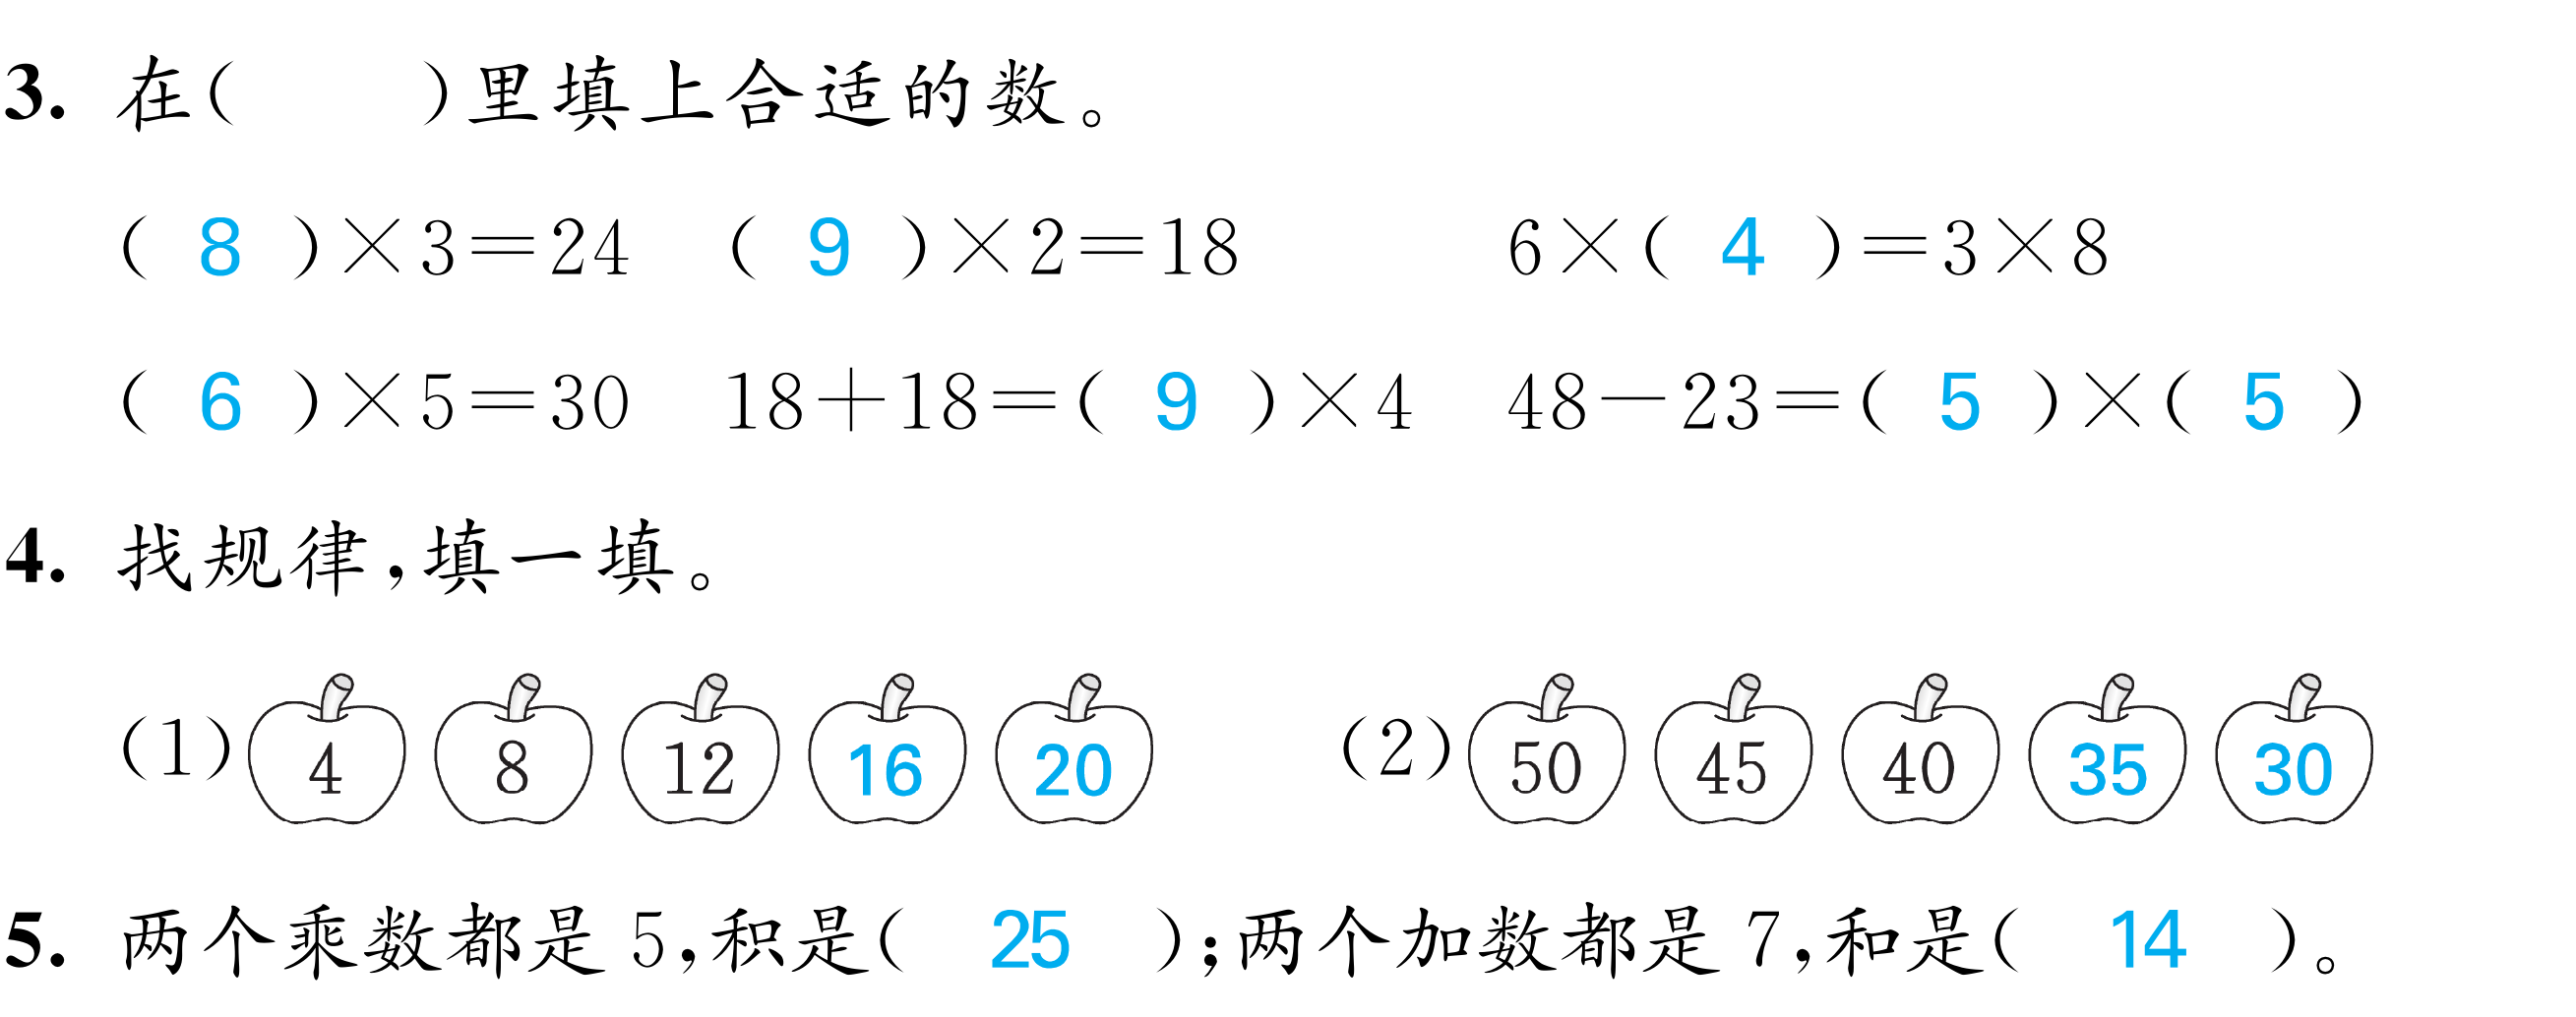 3. 在(　　)里填上合适的数。
( 8 )×3=24 ( 9 )×2=18 6×( 4 )=3×8
( 6 )×5=30 18+18=( 9 )×4 48-23=( 5 )×( 5 )
4. 找规律,填一填。
(1) 4 8 12 16 20 (2) 50 45 40 35 30
5. 两个乘数都是 5,积是( 25 );两个加数都是 7,和是( 14 )。